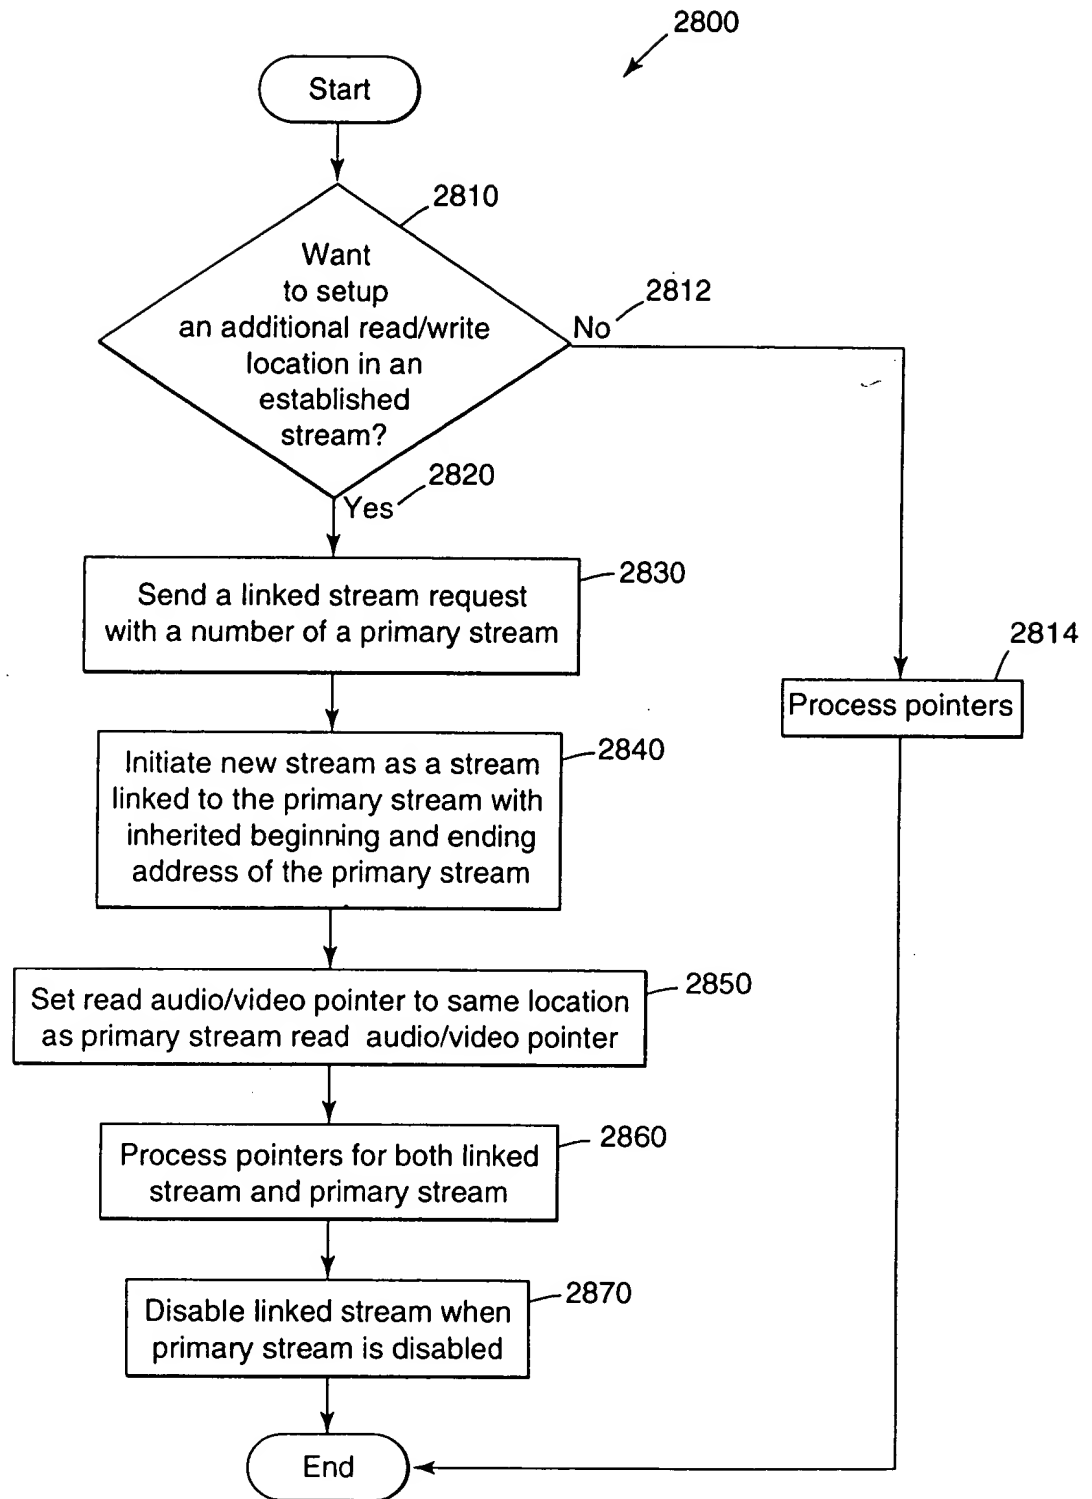 2800
Start
2810
Want
to setup
an additional read/write
location in an
established
stream?
No
2812
Yes
2820
Send a linked stream request
with a number of a primary stream
2830
Process pointers
2814
Initiate new stream as a stream
linked to the primary stream with
inherited beginning and ending
address of the primary stream
2840
Set read audio/video pointer to same location
as primary stream read audio/video pointer
2850
Process pointers for both linked
stream and primary stream
2860
Disable linked stream when
primary stream is disabled
2870
End